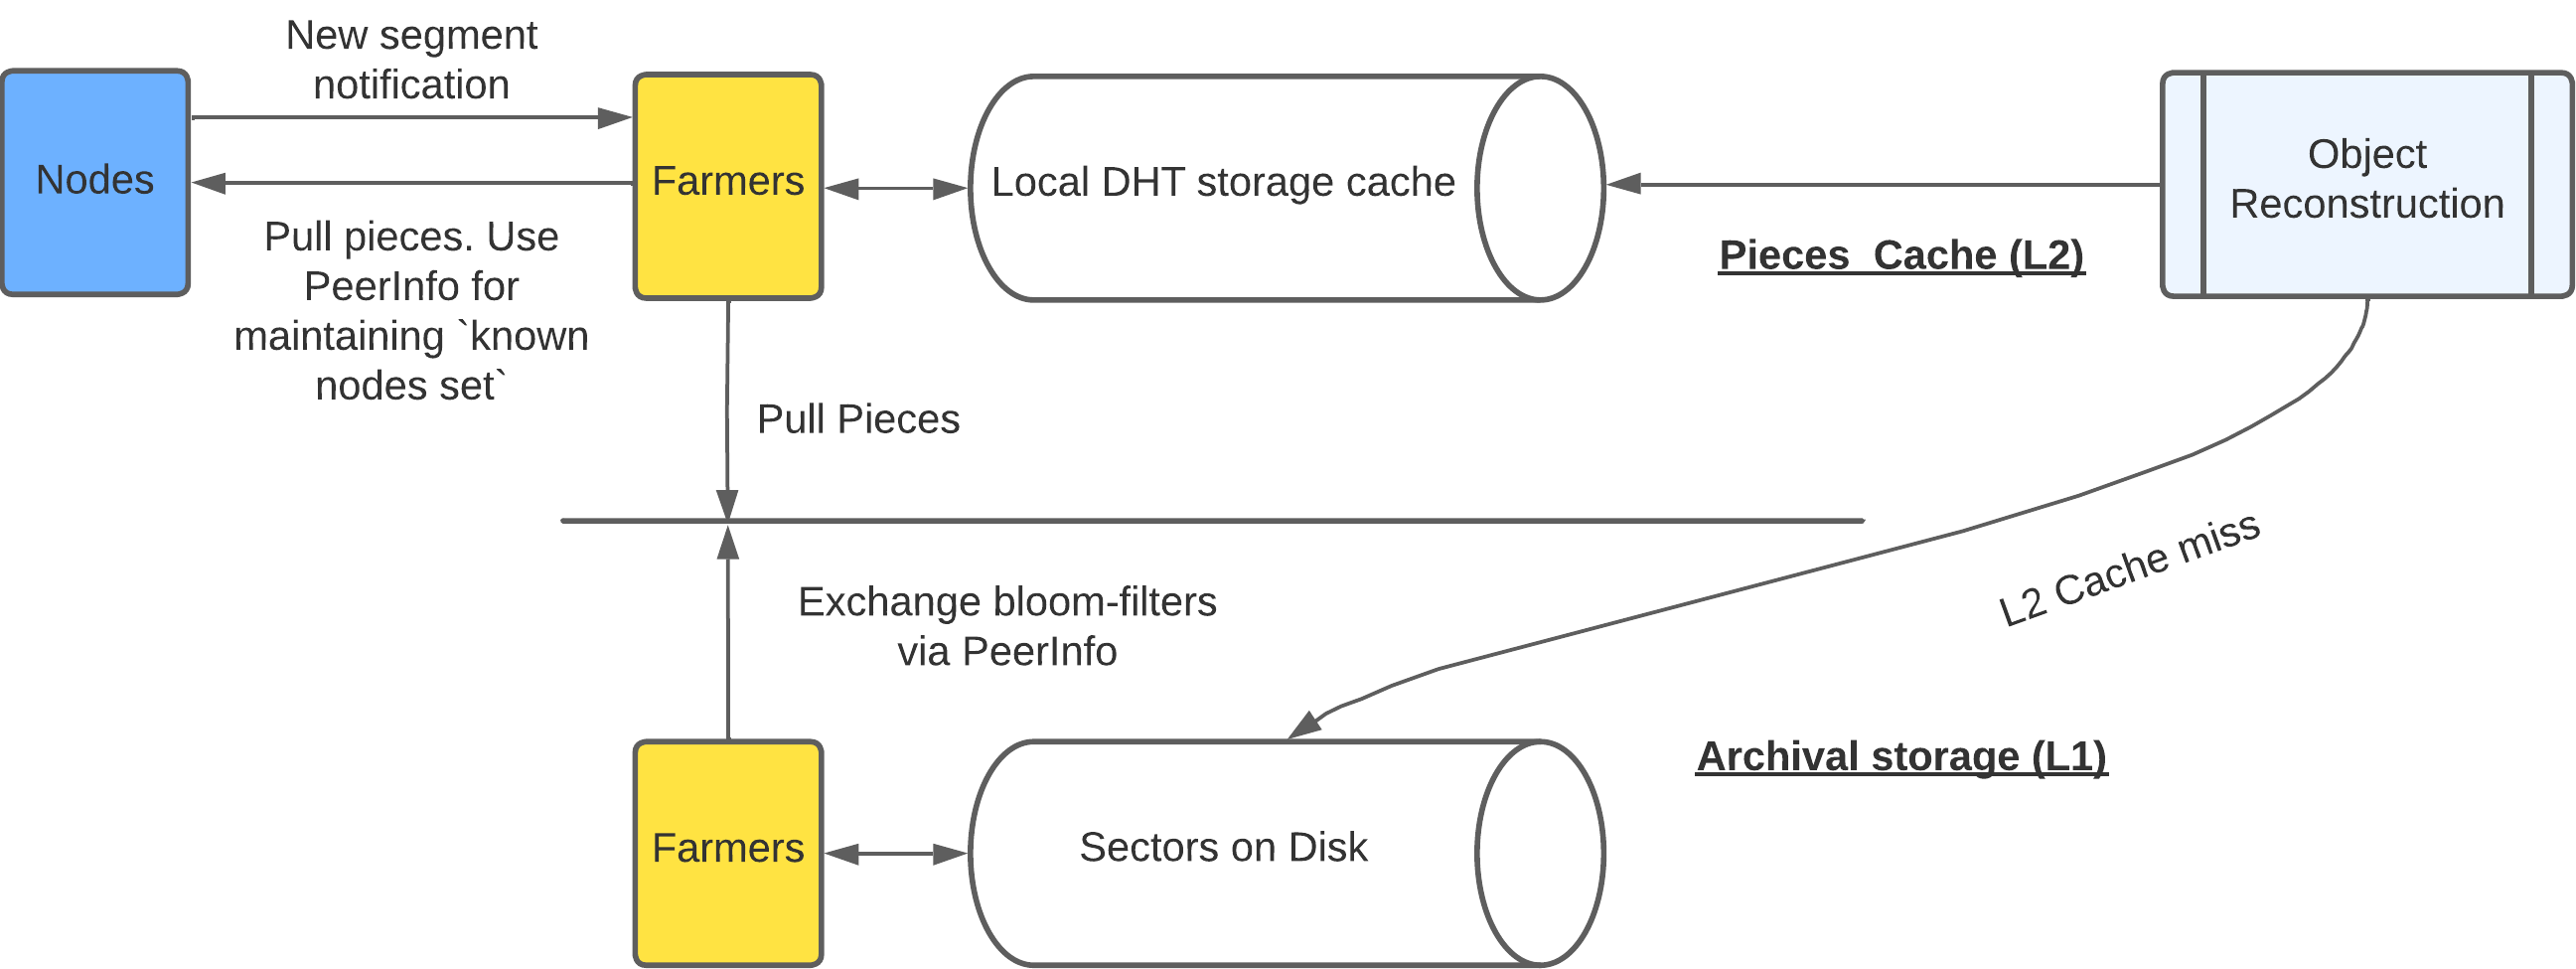 New segment
notification
Nodes
Farmers
Local DHT storage cache
Object
Reconstruction
Pull pieces. Use
PeerInfo for
maintaining `known
nodes set`
Pieces  Cache (L2)
Pull Pieces
L2 Cache miss
Exchange bloom-filters
via PeerInfo
Archival storage (L1)
Farmers
Sectors on Disk